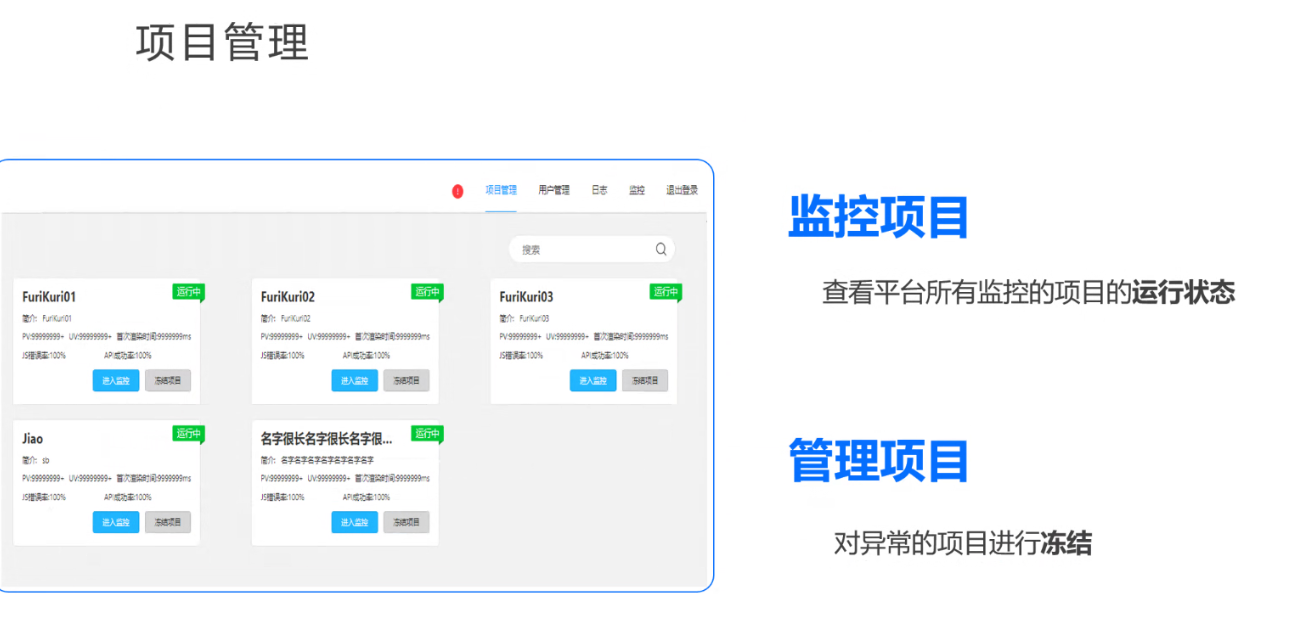 项目管理
! 项目管理 用户管理 日志 监控 退出登录
搜索
FuriKuri01 运行中
简介: FuriKuri01
PV:99999999+ UV:99999999+ 首次渲染时间:9999999ms
JS错误率:100% API成功率:100%
进入监控 冻结项目
FuriKuri02 运行中
简介: FuriKuri02
PV:99999999+ UV:99999999+ 首次渲染时间:9999999ms
JS错误率:100% API成功率:100%
进入监控 冻结项目
FuriKuri03 运行中
简介: FuriKuri03
PV:99999999+ UV:99999999+ 首次渲染时间:9999999ms
JS错误率:100% API成功率:100%
进入监控 冻结项目
Jiao 运行中
简介: sb
PV:99999999+ UV:99999999+ 首次渲染时间:9999999ms
JS错误率:100% API成功率:100%
进入监控 冻结项目
名字很长名字很长名字很... 运行中
简介: 名字名字名字名字名字名字名字
PV:99999999+ UV:99999999+ 首次渲染时间:9999999ms
JS错误率:100% API成功率:100%
进入监控 冻结项目
监控项目
查看平台所有监控的项目的运行状态
管理项目
对异常的项目进行冻结